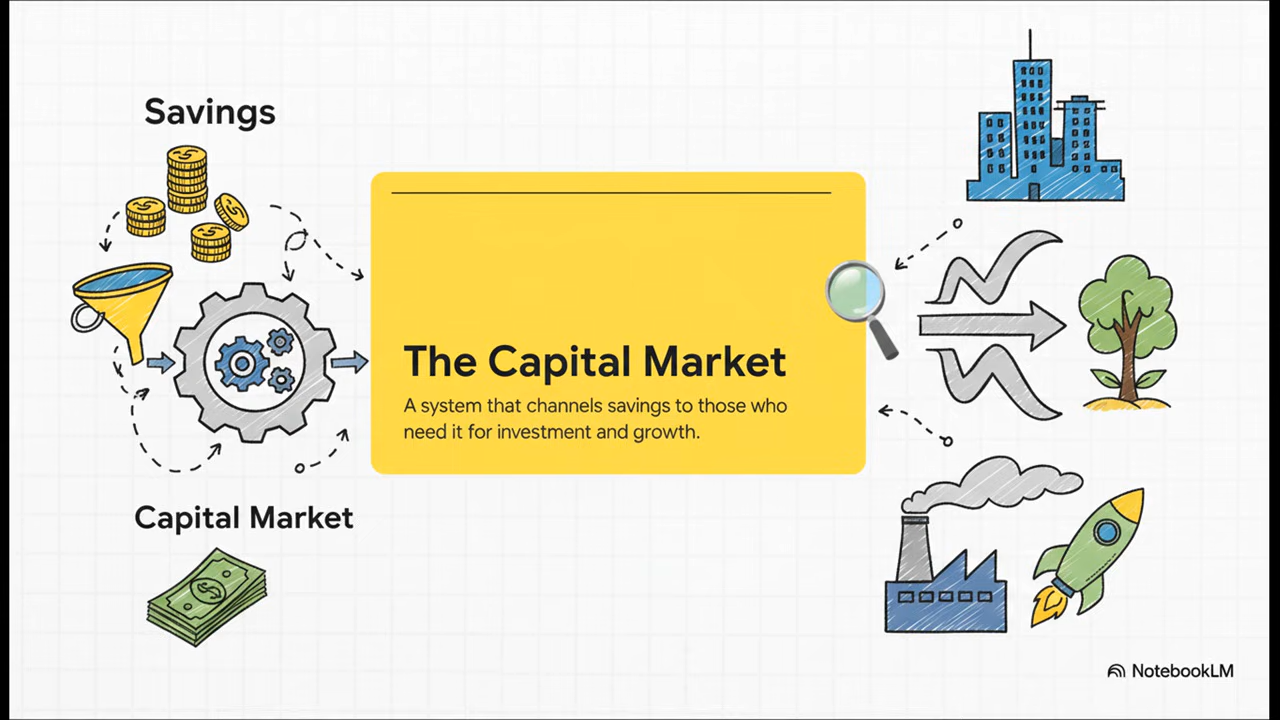 Savings
The Capital Market
A system that channels savings to those who
need it for investment and growth.
Capital Market
NotebookLM